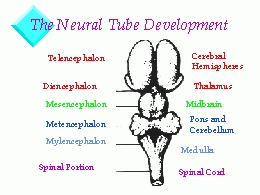 The Neural Tube Development
Telencephalon
Cerebral
Hemispheres
Diencephalon
Thalamus
Mesencephalon
Midbrain
Metencephalon
Pons and
Cerebellum
Myelencephalon
Medulla
Spinal Portion
Spinal Cord